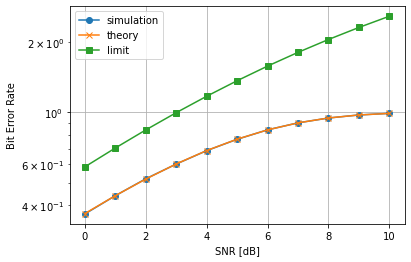 simulation
theory
limit
2 × 10⁰
10⁰
6 × 10⁻¹
4 × 10⁻¹
Bit Error Rate
0 2 4 6 8 10
SNR [dB]